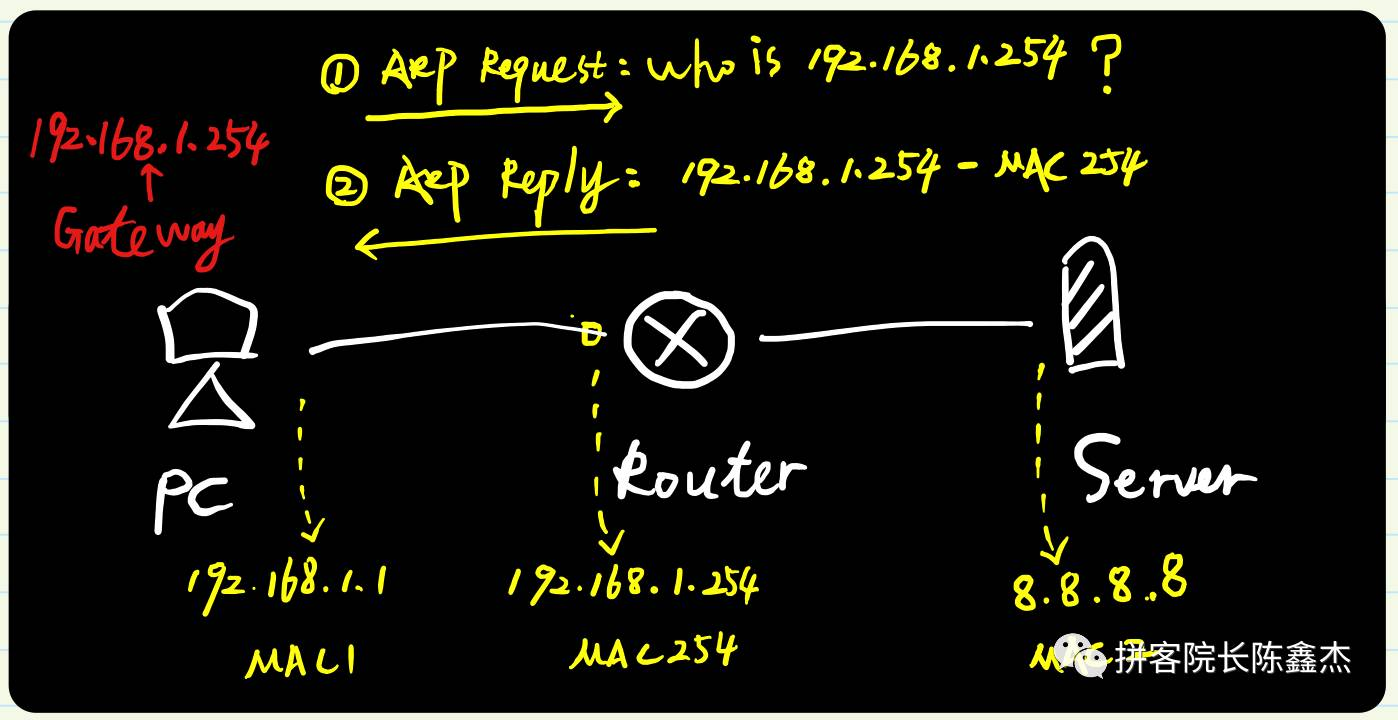 ① ARP Request: who is 192.168.1.254 ?
192.168.1.254
② ARP Reply: 192.168.1.254 - MAC 254
Gateway
PC
Router
Server
192.168.1.1
192.168.1.254
8.8.8.8
MAC1
MAC254
拼客院长陈鑫杰